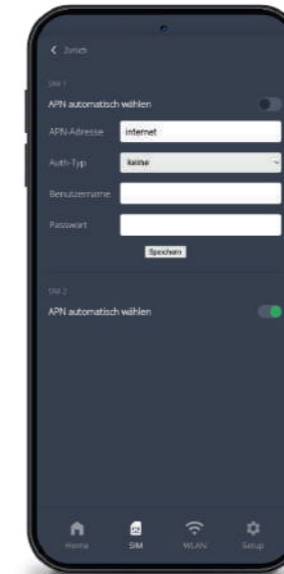 Zurück
SIM 1
APN automatisch wählen
APN-Adresse internet
Auth-Typ keine
Benutzername
Passwort
Speichern
SIM 2
APN automatisch wählen
Home SIM WLAN Setup